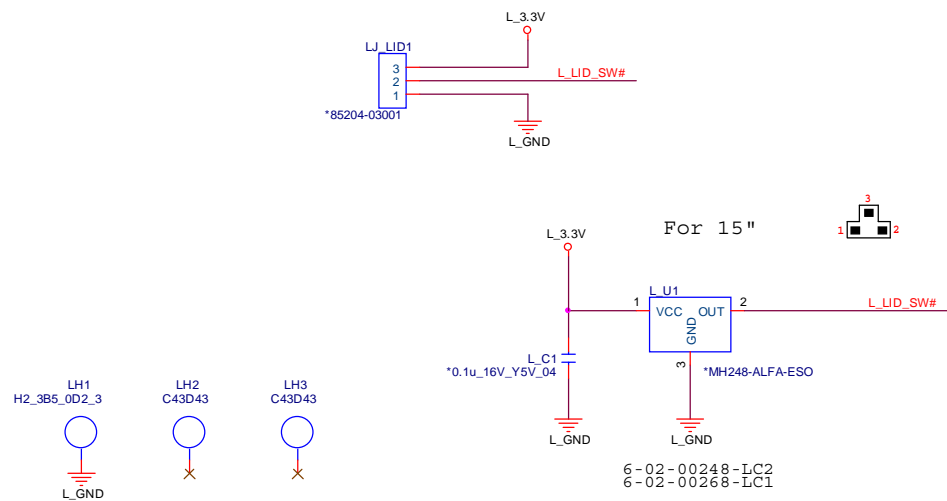 L_3.3V
LJ_LID1
3
2
1
L_LID_SW#
*85204-03001
L_GND
For 15"
3
1
2
L_3.3V
L_U1
1
VCC
OUT
GND
2
3
L_LID_SW#
L_C1
*0.1u_16V_Y5V_04
*MH248-ALFA-ESO
L_GND
L_GND
6-02-00248-LC2
6-02-00268-LC1
LH1
H2_3B5_0D2_3
L_GND
LH2
C43D43
LH3
C43D43